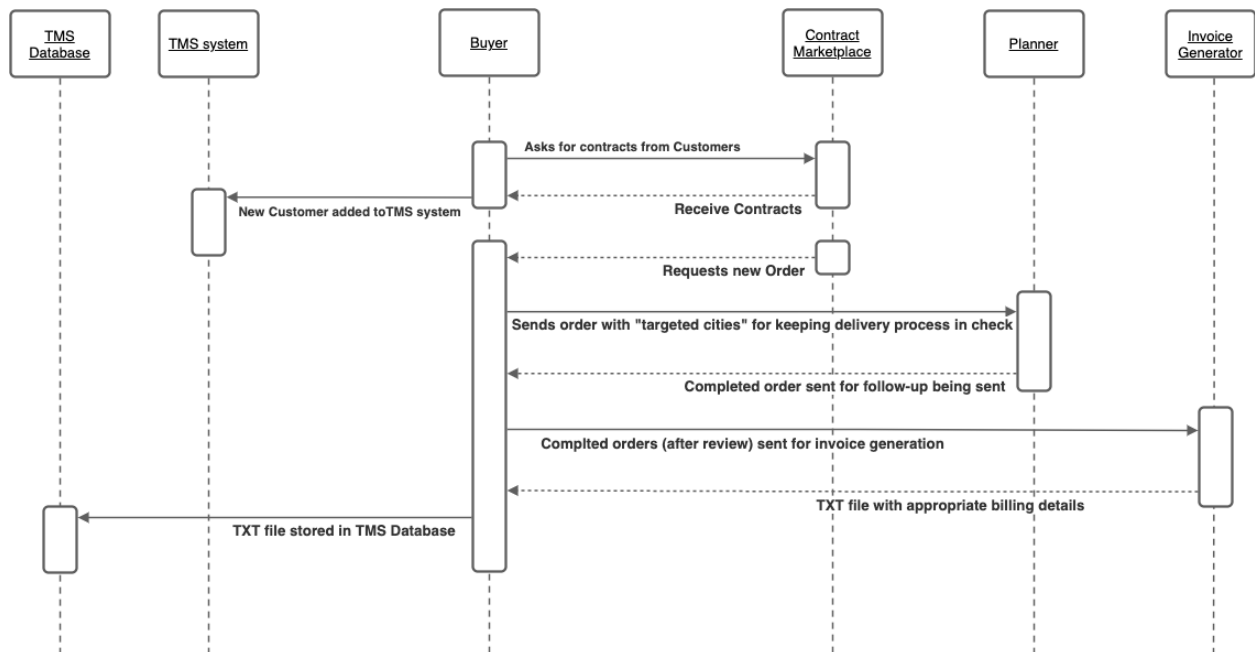 TMS
Database
TMS system
Buyer
Contract
Marketplace
Planner
Invoice
Generator
Asks for contracts from Customers
New Customer added toTMS system
Receive Contracts
Requests new Order
Sends order with "targeted cities" for keeping delivery process in check
Completed order sent for follow-up being sent
Complted orders (after review) sent for invoice generation
TXT file with appropriate billing details
TXT file stored in TMS Database